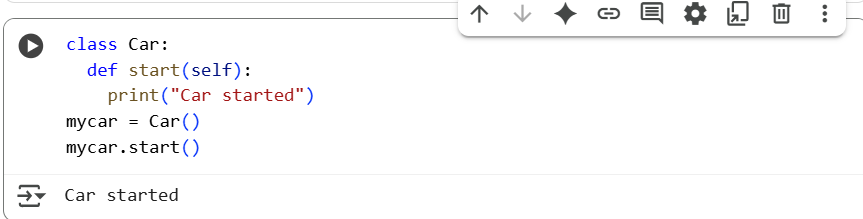 class Car:
  def start(self):
    print("Car started")
mycar = Car()
mycar.start()
Car started